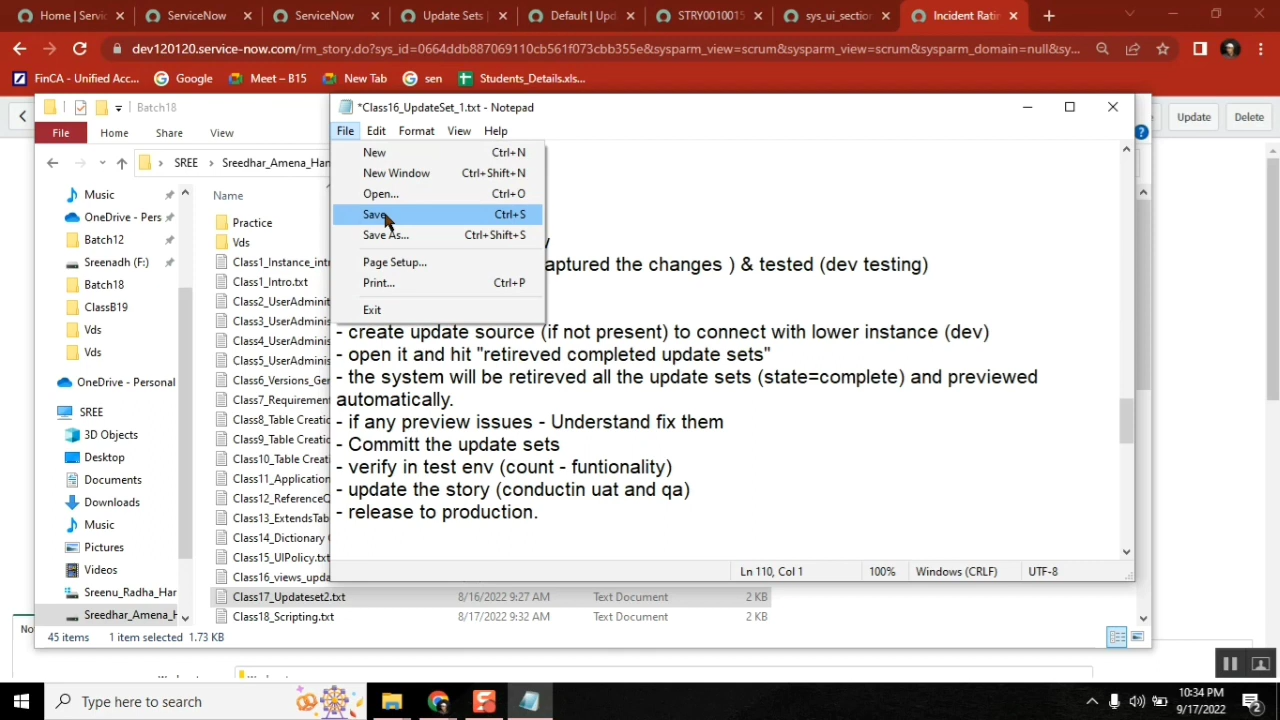 Home | Servic
ServiceNow
ServiceNow
Update Sets |
Default | Upd
STRY0010015
sys_ui_section
Incident Ratin
dev120120.service-now.com/rm_story.do?sys_id=0664ddb887069110cb561f073cbb355e&sysparm_view=scrum&sysparm_view=scrum&sysparm_domain=null&sy...
FinCA - Unified Acc...
Google
Meet – B15
New Tab
sen
Students_Details.xls...
Batch18
*Class16_UpdateSet_1.txt - Notepad
Update
Delete
File
Home
Share
View
File
Edit
Format
View
Help
SREE
Sreedhar_Amena_Han
New Ctrl+N
New Window Ctrl+Shift+N
Open... Ctrl+O
Save Ctrl+S
Save As... Ctrl+Shift+S
Page Setup...
Print... Ctrl+P
Exit
aptured the changes ) & tested (dev testing)
- create update source (if not present) to connect with lower instance (dev)
- open it and hit "retireved completed update sets"
- the system will be retireved all the update sets (state=complete) and previewed
automatically.
- if any preview issues - Understand fix them
- Committ the update sets
- verify in test env (count - funtionality)
- update the story (conductin uat and qa)
- release to production.
Ln 110, Col 1
100%
Windows (CRLF)
UTF-8
Music
OneDrive - Pers
Batch12
Sreenadh (F:)
Batch18
ClassB19
Vds
Vds
OneDrive - Personal
SREE
3D Objects
Desktop
Documents
Downloads
Music
Pictures
Videos
Sreenu_Radha_Har
Sreedhar_Amena_H
Name
Practice
Vds
Class1_Instance_int
Class1_Intro.txt
Class2_UserAdminit
Class3_UserAdminis
Class4_UserAdminis
Class5_UserAdminis
Class6_Versions_Ger
Class7_Requirement
Class8_Table Creatio
Class9_Table Creatio
Class10_Table Creati
Class11_Application
Class12_ReferenceQ
Class13_ExtendsTab
Class14_Dictionary C
Class15_UIPolicy.txt
Class16_views_upda
Class17_Updateset2.txt 8/16/2022 9:27 AM Text Document 2 KB
Class18_Scripting.txt 8/17/2022 9:32 AM Text Document 2 KB
45 items
1 item selected 1.73 KB
Type here to search
10:34 PM
9/17/2022
2